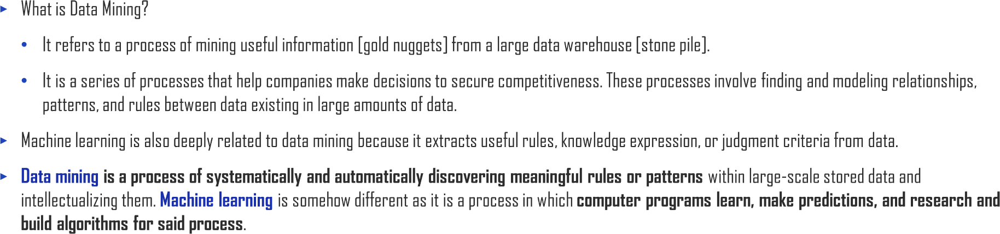 ▸ What is Data Mining?
• It refers to a process of mining useful information [gold nuggets] from a large data warehouse [stone pile].
• It is a series of processes that help companies make decisions to secure competitiveness. These processes involve finding and modeling relationships,
patterns, and rules between data existing in large amounts of data.
▸ Machine learning is also deeply related to data mining because it extracts useful rules, knowledge expression, or judgment criteria from data.
▸ Data mining is a process of systematically and automatically discovering meaningful rules or patterns within large-scale stored data and
intellectualizing them. Machine learning is somehow different as it is a process in which computer programs learn, make predictions, and research and
build algorithms for said process.